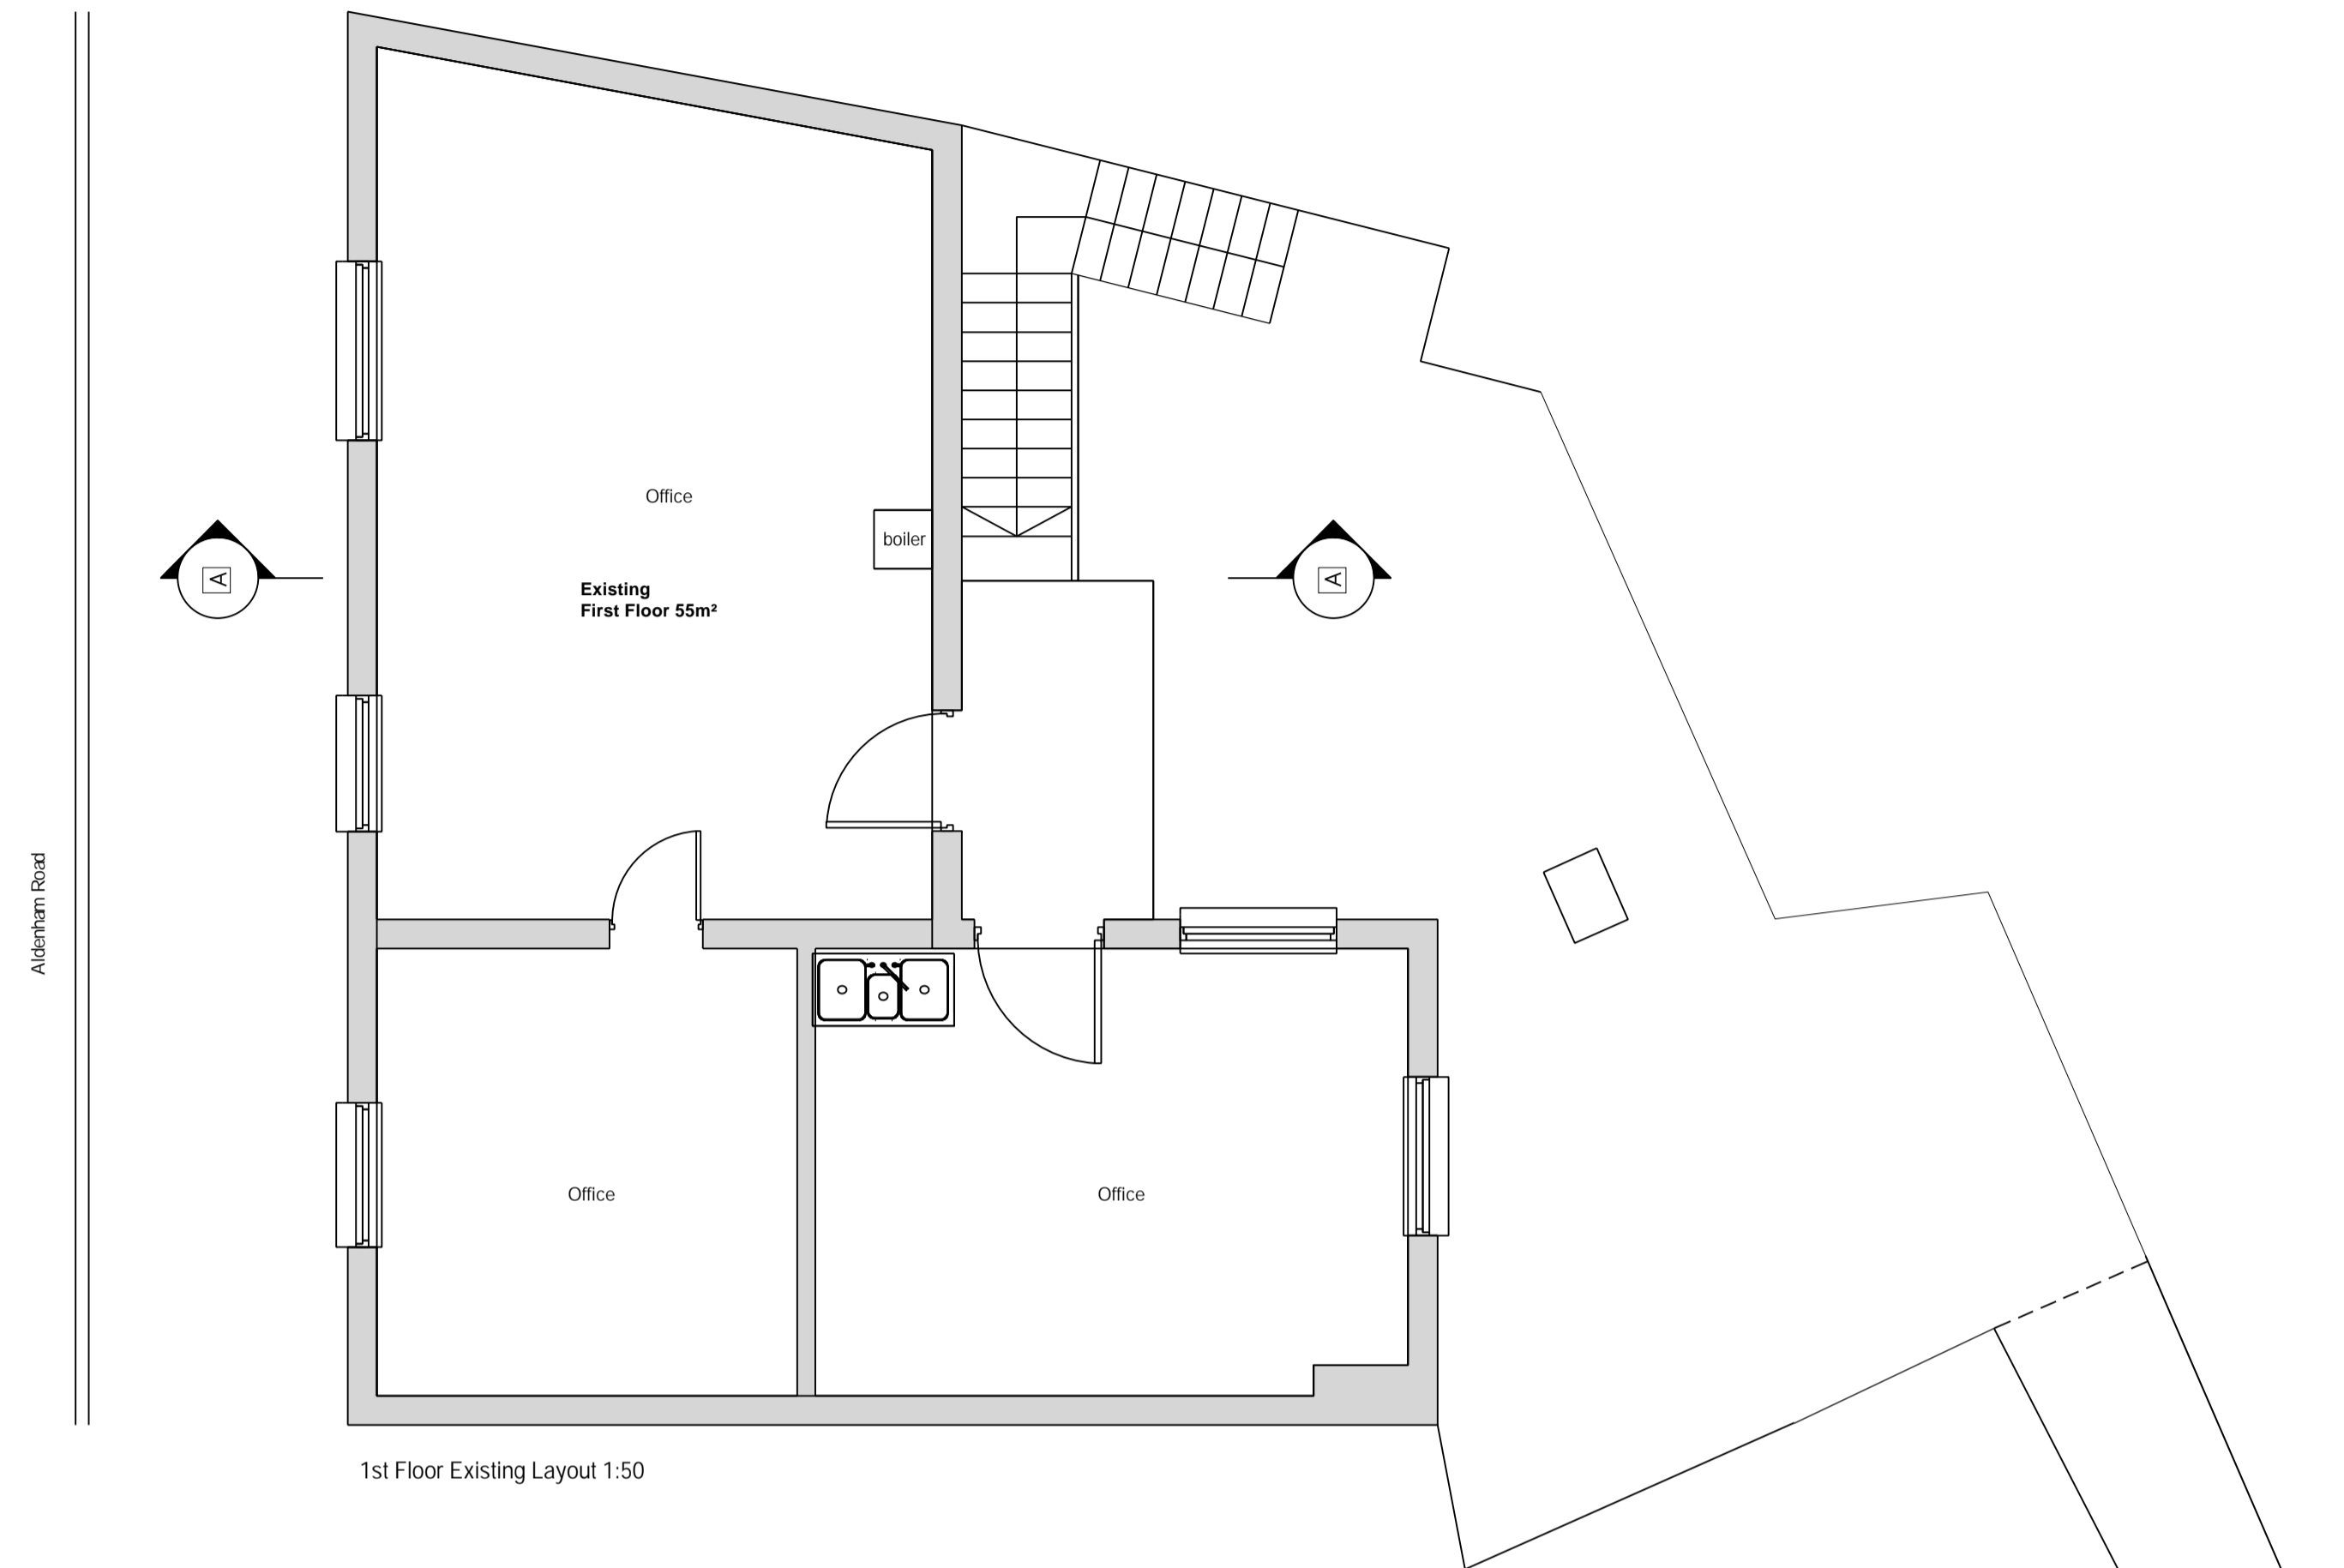 Office
boiler
A
A
Existing
First Floor 55m²
Aldenham Road
Office
Office
1st Floor Existing Layout 1:50